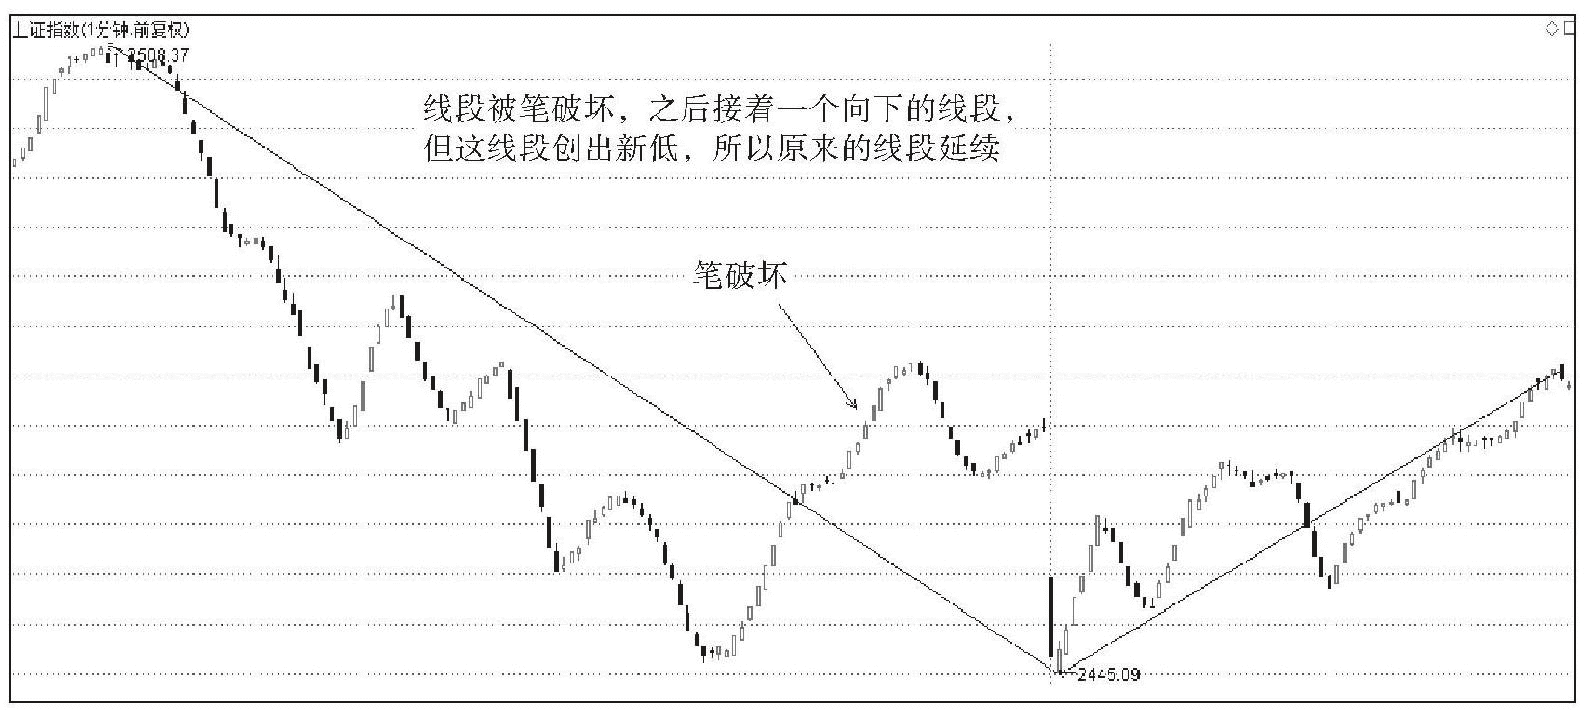 上证指数(1分钟.前复权)
2508.37
线段被笔破坏，之后接着一个向下的线段，
但这线段创出新低，所以原来的线段延续
笔破坏
2445.09